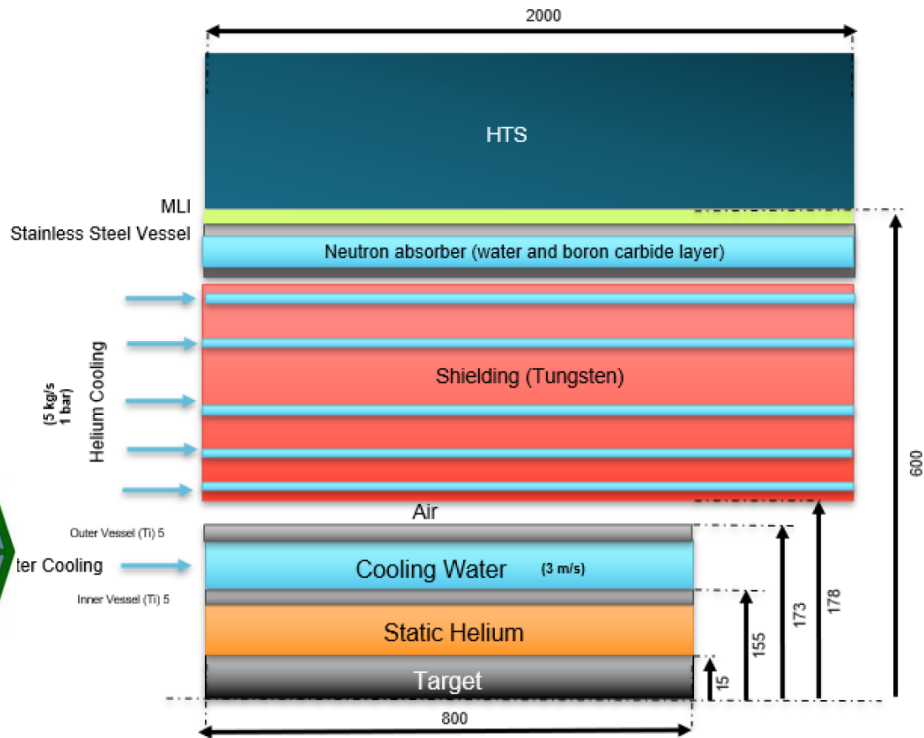 2000
HTS
MLI
Stainless Steel Vessel
Neutron absorber (water and boron carbide layer)
Helium Cooling
(5 kg/s
1 bar)
Shielding (Tungsten)
600
Air
Outer Vessel (Ti) 5
ter Cooling
Cooling Water (3 m/s)
Inner Vessel (Ti) 5
Static Helium
Target
15
155
173
178
800